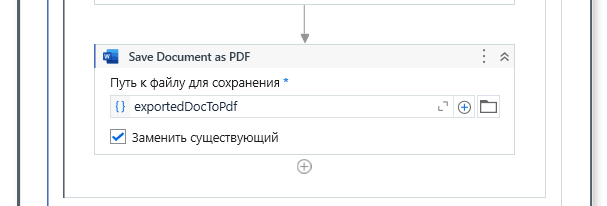 Save Document as PDF
Путь к файлу для сохранения *
{ } exportedDocToPdf
Заменить существующий